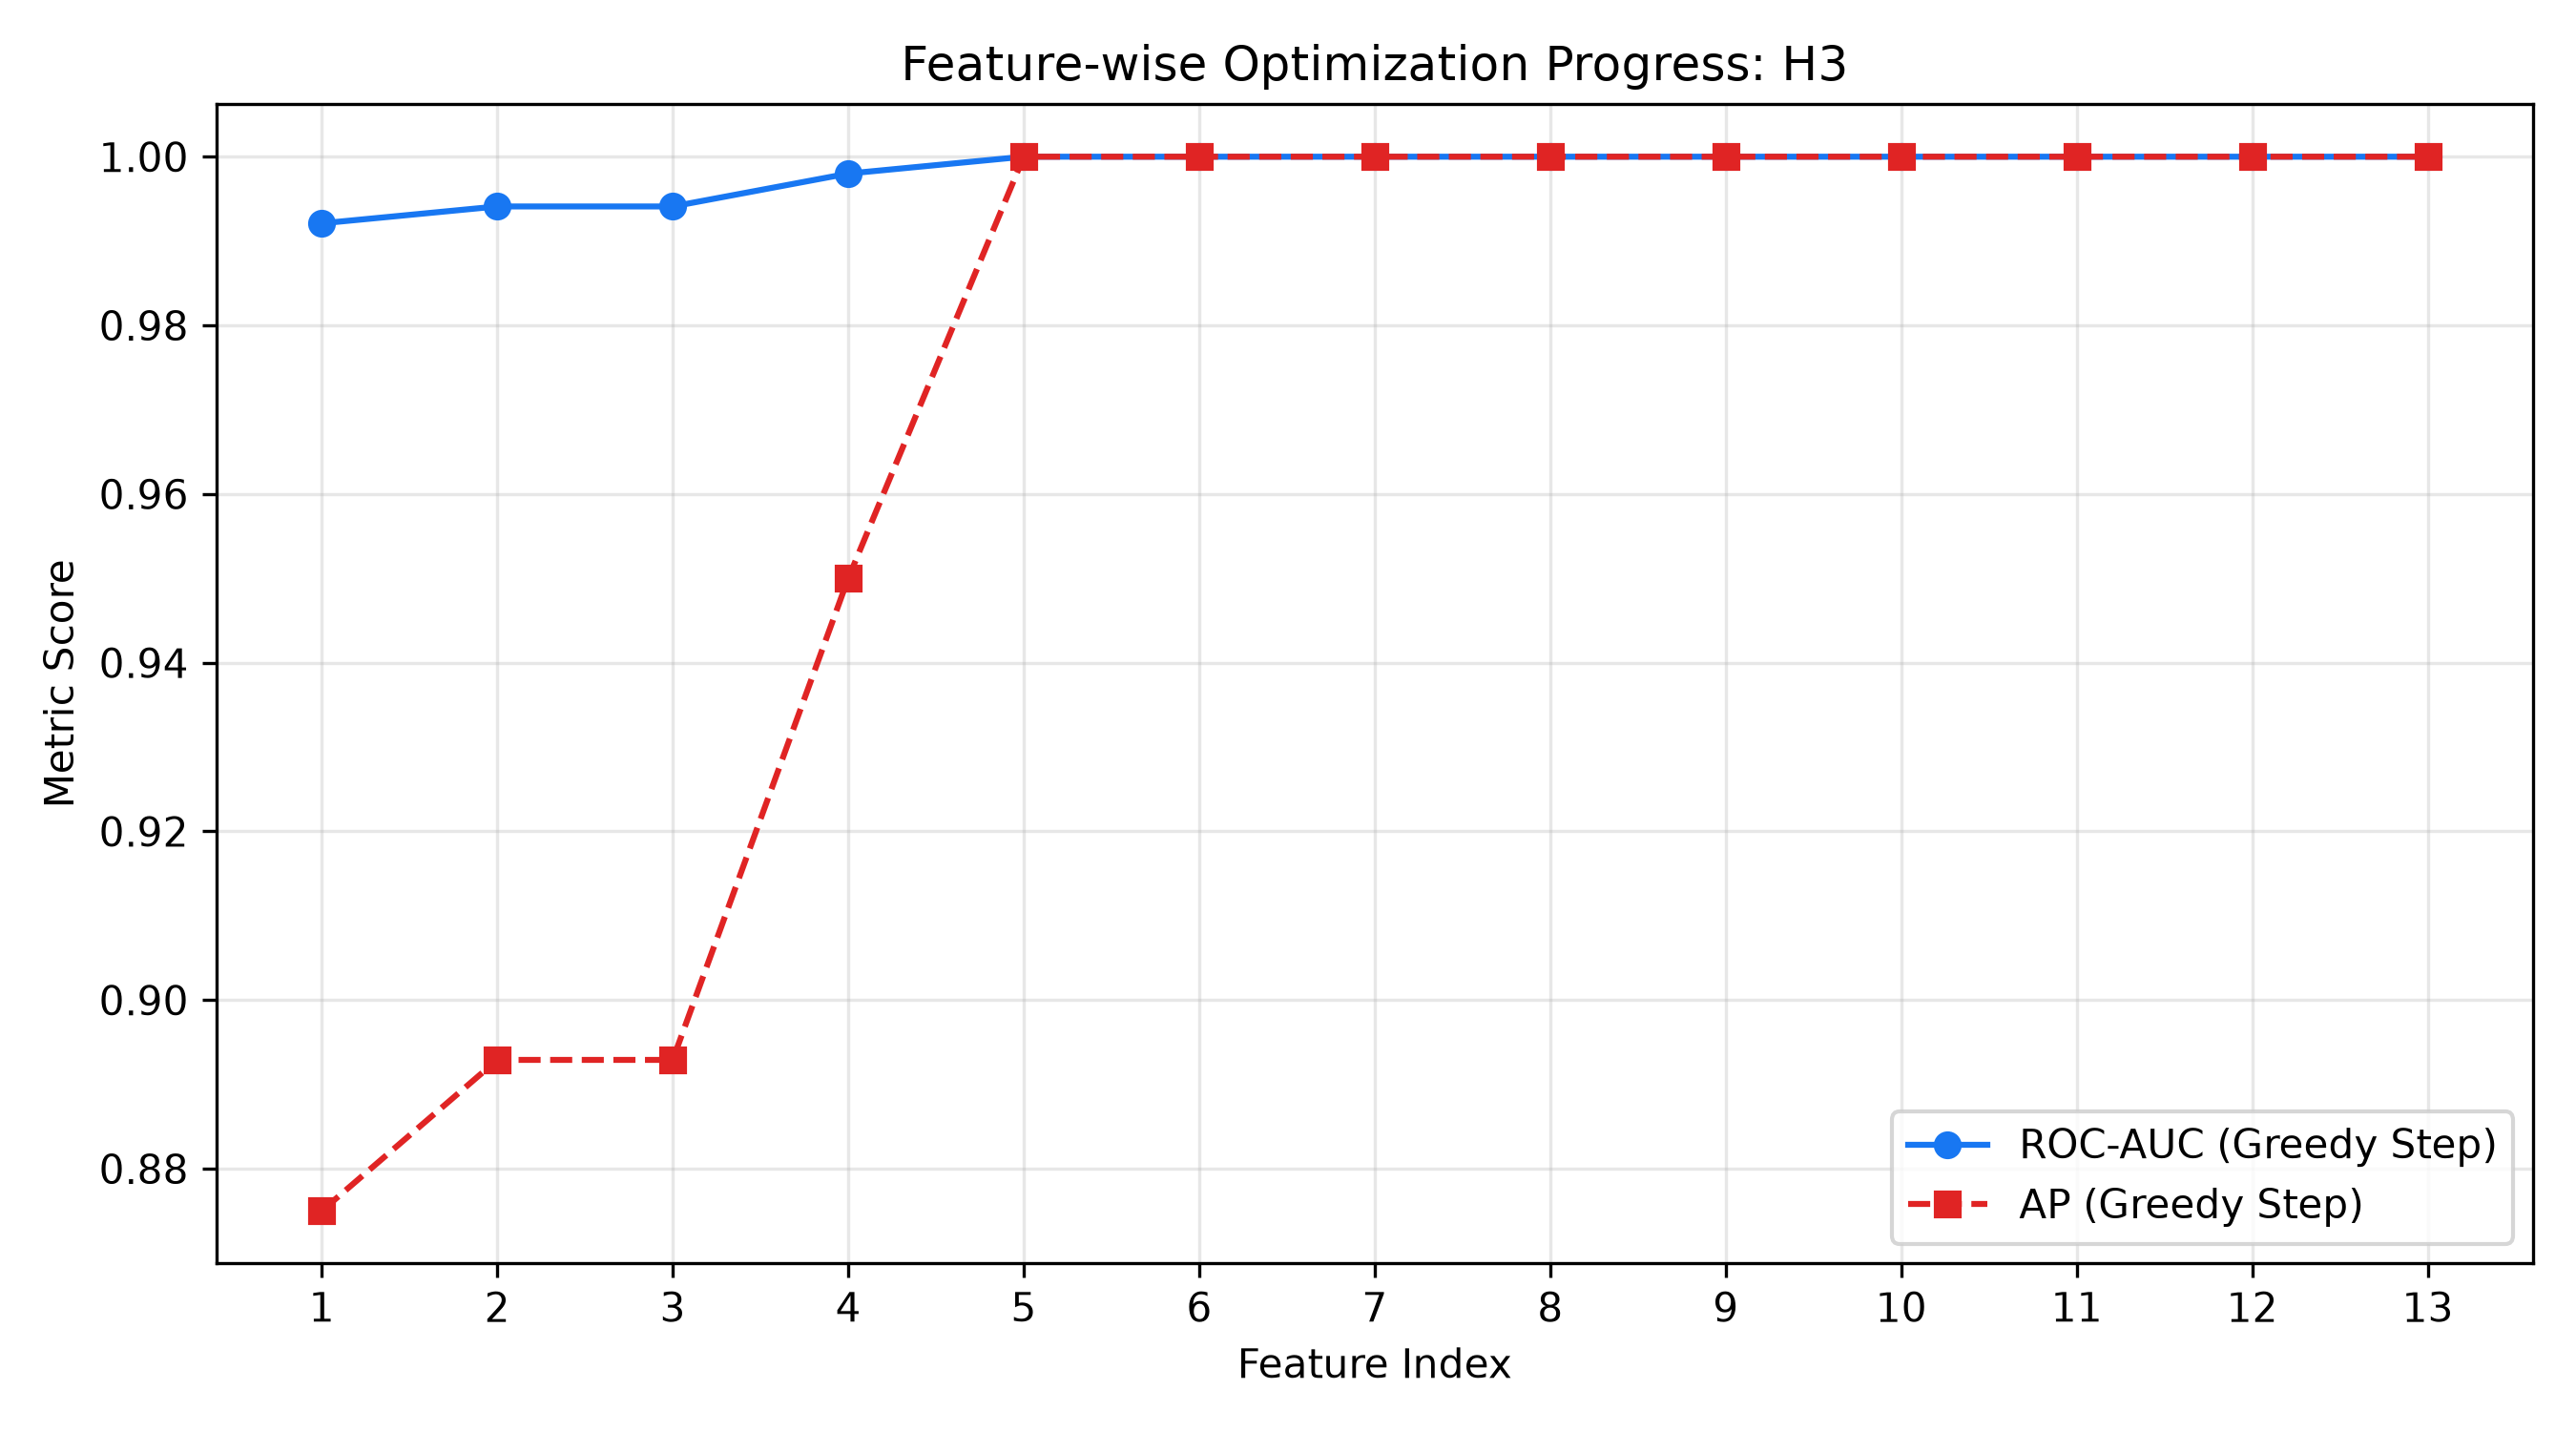 Feature-wise Optimization Progress: H3
1.00
0.98
0.96
0.94
0.92
0.90
0.88
Metric Score
1 2 3 4 5 6 7 8 9 10 11 12 13
Feature Index
ROC-AUC (Greedy Step)
AP (Greedy Step)